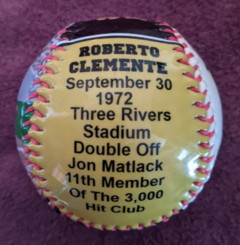 ROBERTO
CLEMENTE
September 30
1972
Three Rivers
Stadium
Double Off
Jon Matlack
11th Member
Of The 3,000
Hit Club